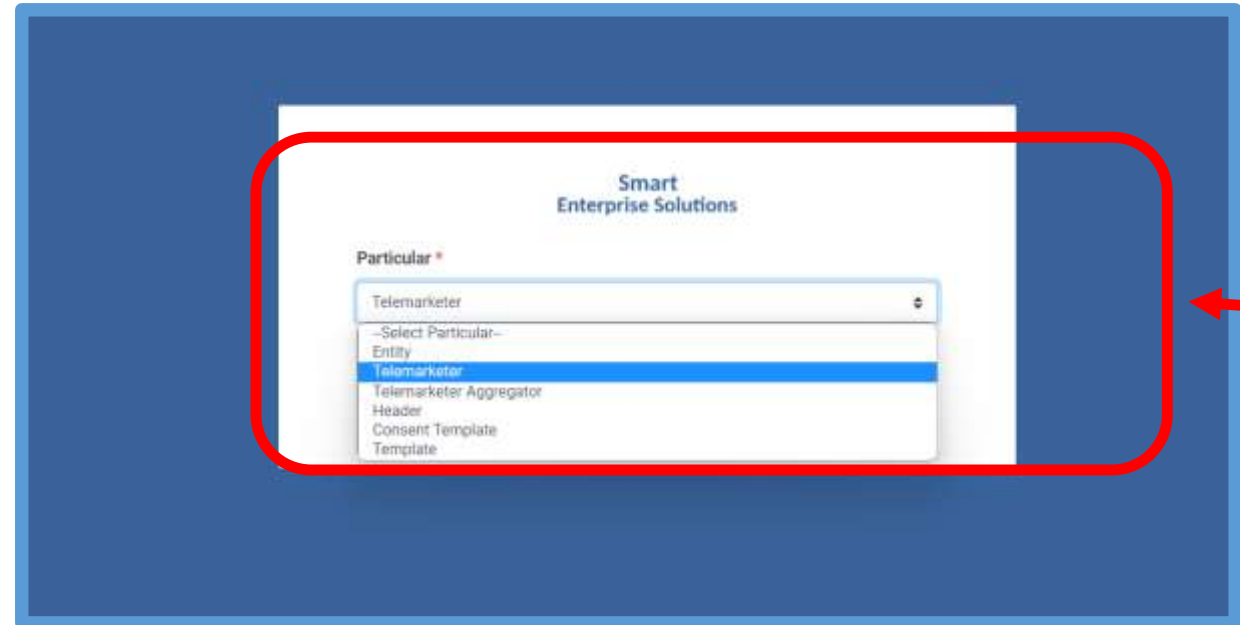 Smart
Enterprise Solutions
Particular *
Telemarketer
--Select Particular--
Entity
Telemarketer
Telemarketer Aggregator
Header
Consent Template
Template